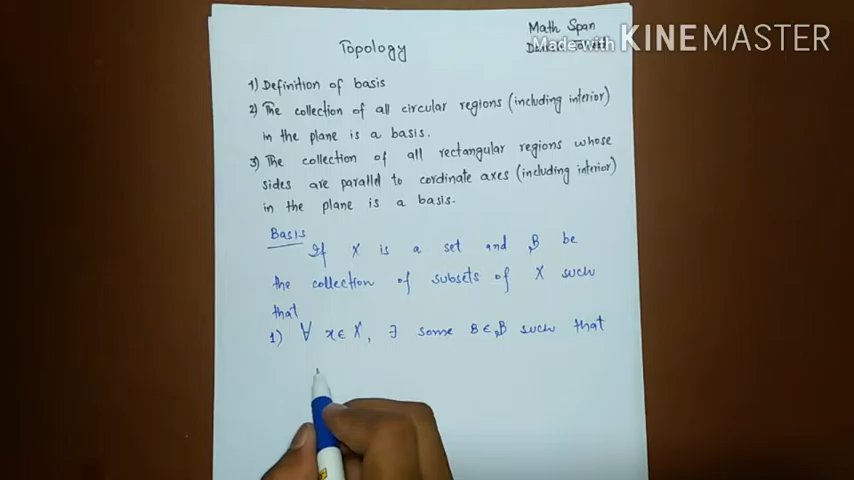 Math Span
Topology
Made with KINEMASTER
1) Definition of basis
2) The collection of all circular regions (including interior)
in the plane is a basis.
3) The collection of all rectangular regions whose
sides are parallel to cordinate axes (including interior)
in the plane is a basis.
Basis
If X is a set and B be
the collection of subsets of X such
that
1) ∀ x ∈ X, ∃ some B ∈ B such that